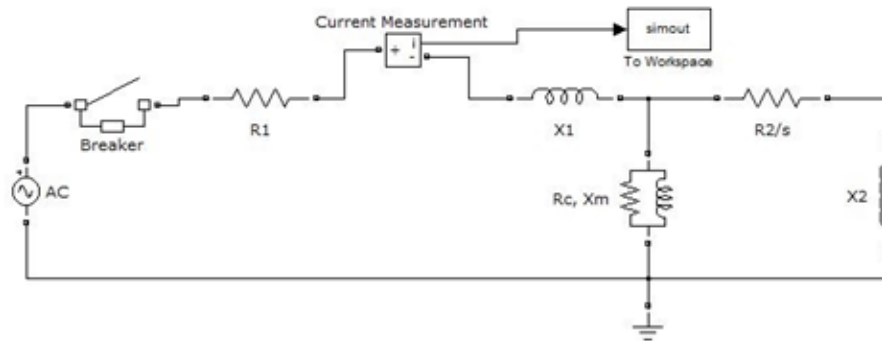 Current Measurement
+
i
-
simout
To Workspace
Breaker
R1
X1
R2/s
AC
Rc, Xm
X2